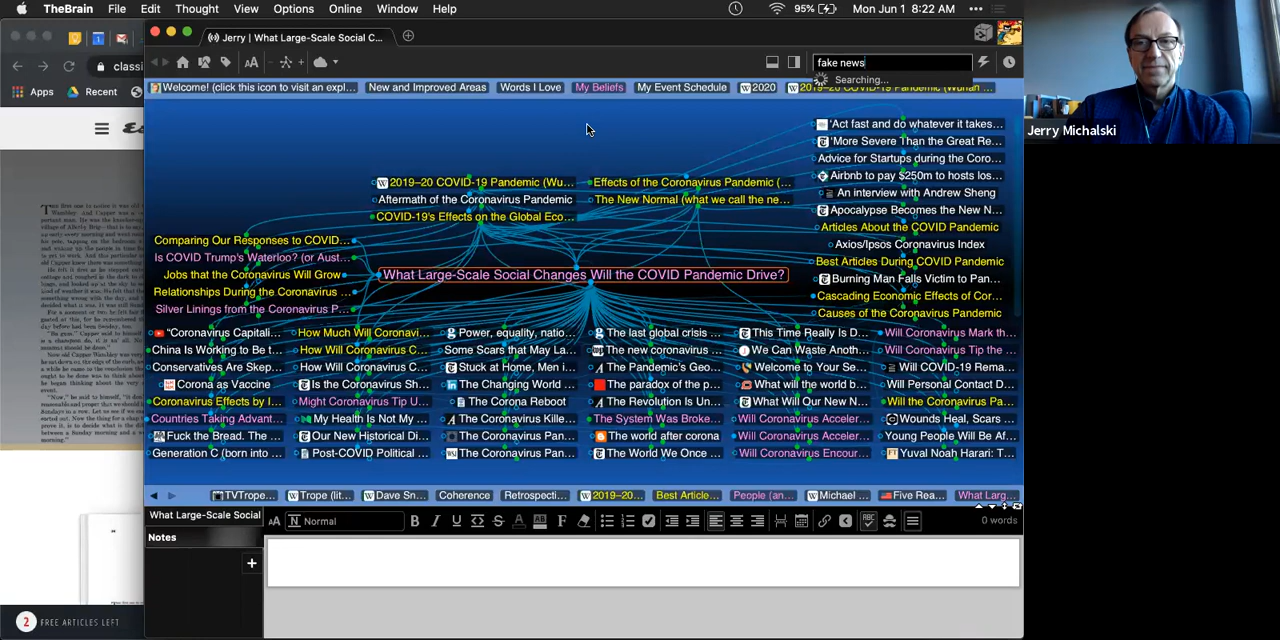 TheBrain File Edit Thought View Options Online Window Help 95% Mon Jun 1 8:22 AM
Jerry | What Large-Scale Social C...
classi
Apps Recent
fake news
Searching...
Welcome! (click this icon to visit an expl... New and Improved Areas Words I Love My Beliefs My Event Schedule 2020 2019–20 COVID-19 Pandemic (Wuhan ...
'Act fast and do whatever it takes...
'More Severe Than the Great Re...
Advice for Startups during the Coro...
Airbnb to pay $250m to hosts los...
An interview with Andrew Sheng
Apocalypse Becomes the New N...
Articles About the COVID Pandemic
Axios/Ipsos Coronavirus Index
Best Articles During COVID Pandemic
Burning Man Falls Victim to Pan...
Cascading Economic Effects of Cor...
Causes of the Coronavirus Pandemic
2019–20 COVID-19 Pandemic (Wu...
Aftermath of the Coronavirus Pandemic
COVID-19's Effects on the Global Eco...
Effects of the Coronavirus Pandemic (...
The New Normal (what we call the ne...
Comparing Our Responses to COVID...
Is COVID Trump's Waterloo? (or Aust...
Jobs that the Coronavirus Will Grow
Relationships During the Coronavirus ...
Silver Linings from the Coronavirus P...
What Large-Scale Social Changes Will the COVID Pandemic Drive?
"Coronavirus Capitali...
China Is Working to Be t...
Conservatives Are Skep...
Corona as Vaccine
Coronavirus Effects by I...
Countries Taking Advant...
Fuck the Bread. The ...
Generation C (born into ...
How Much Will Coronavi...
How Will Coronavirus C...
How Will Coronavirus C...
Is the Coronavirus Sh...
Might Coronavirus Tip U...
My Health Is Not My ...
Our New Historical Di...
Post-COVID Political ...
Power, equality, natio...
Some Scars that May La...
Stuck at Home, Men i...
The Changing World ...
The Corona Reboot
The Coronavirus Kille...
The Coronavirus Pan...
The Coronavirus Pan...
The last global crisis ...
The new coronavirus ...
The Pandemic's Geo...
The paradox of the p...
The Revolution Is Un...
The System Was Broke...
The world after corona
The World We Once ...
This Time Really Is D...
We Can Waste Anoth...
Welcome to Your Se...
What will the world b...
What Will Our New N...
Will Coronavirus Acceler...
Will Coronavirus Acceler...
Will Coronavirus Encour...
Will Coronavirus Mark th...
Will Coronavirus Tip the ...
Will COVID-19 Rema...
Will Personal Contact D...
Will the Coronavirus Pa...
Wounds Heal, Scars ...
Young People Will Be Af...
Yuval Noah Harari: T...
TVTrope... Trope (lit... Dave Sn... Coherence Retrospecti... 2019–20... Best Article... People (an... Michael ... Five Rea... What Larg...
What Large-Scale Social
Normal
0 words
Notes
2 FREE ARTICLES LEFT
Jerry Michalski